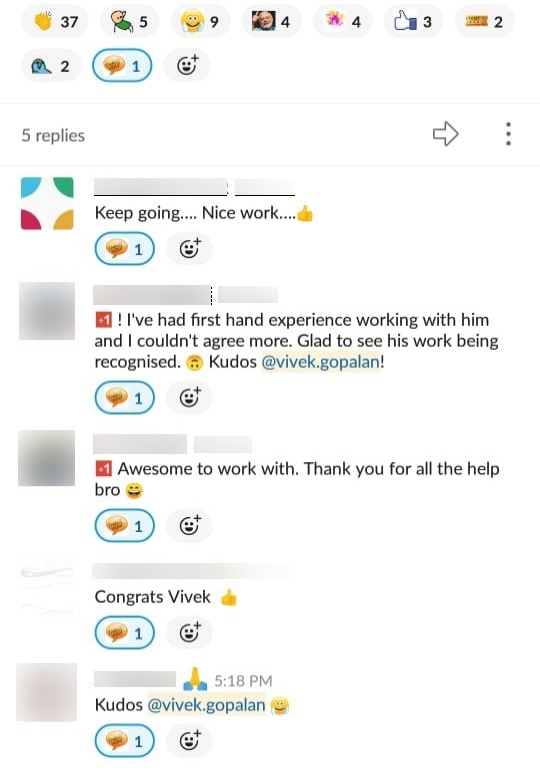 37 5 9 4 4 3 2
2 1
5 replies
Keep going.... Nice work....👍
1
+1 ! I've had first hand experience working with him
and I couldn't agree more. Glad to see his work being
recognised. 🙃 Kudos @vivek.gopalan!
1
+1 Awesome to work with. Thank you for all the help
bro 😄
1
Congrats Vivek 👍
1
🙏 5:18 PM
Kudos @vivek.gopalan
1